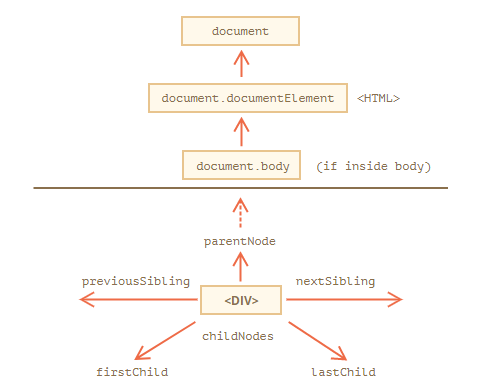 document
document.documentElement <HTML>
document.body (if inside body)
parentNode
previousSibling nextSibling
<DIV>
childNodes
firstChild lastChild